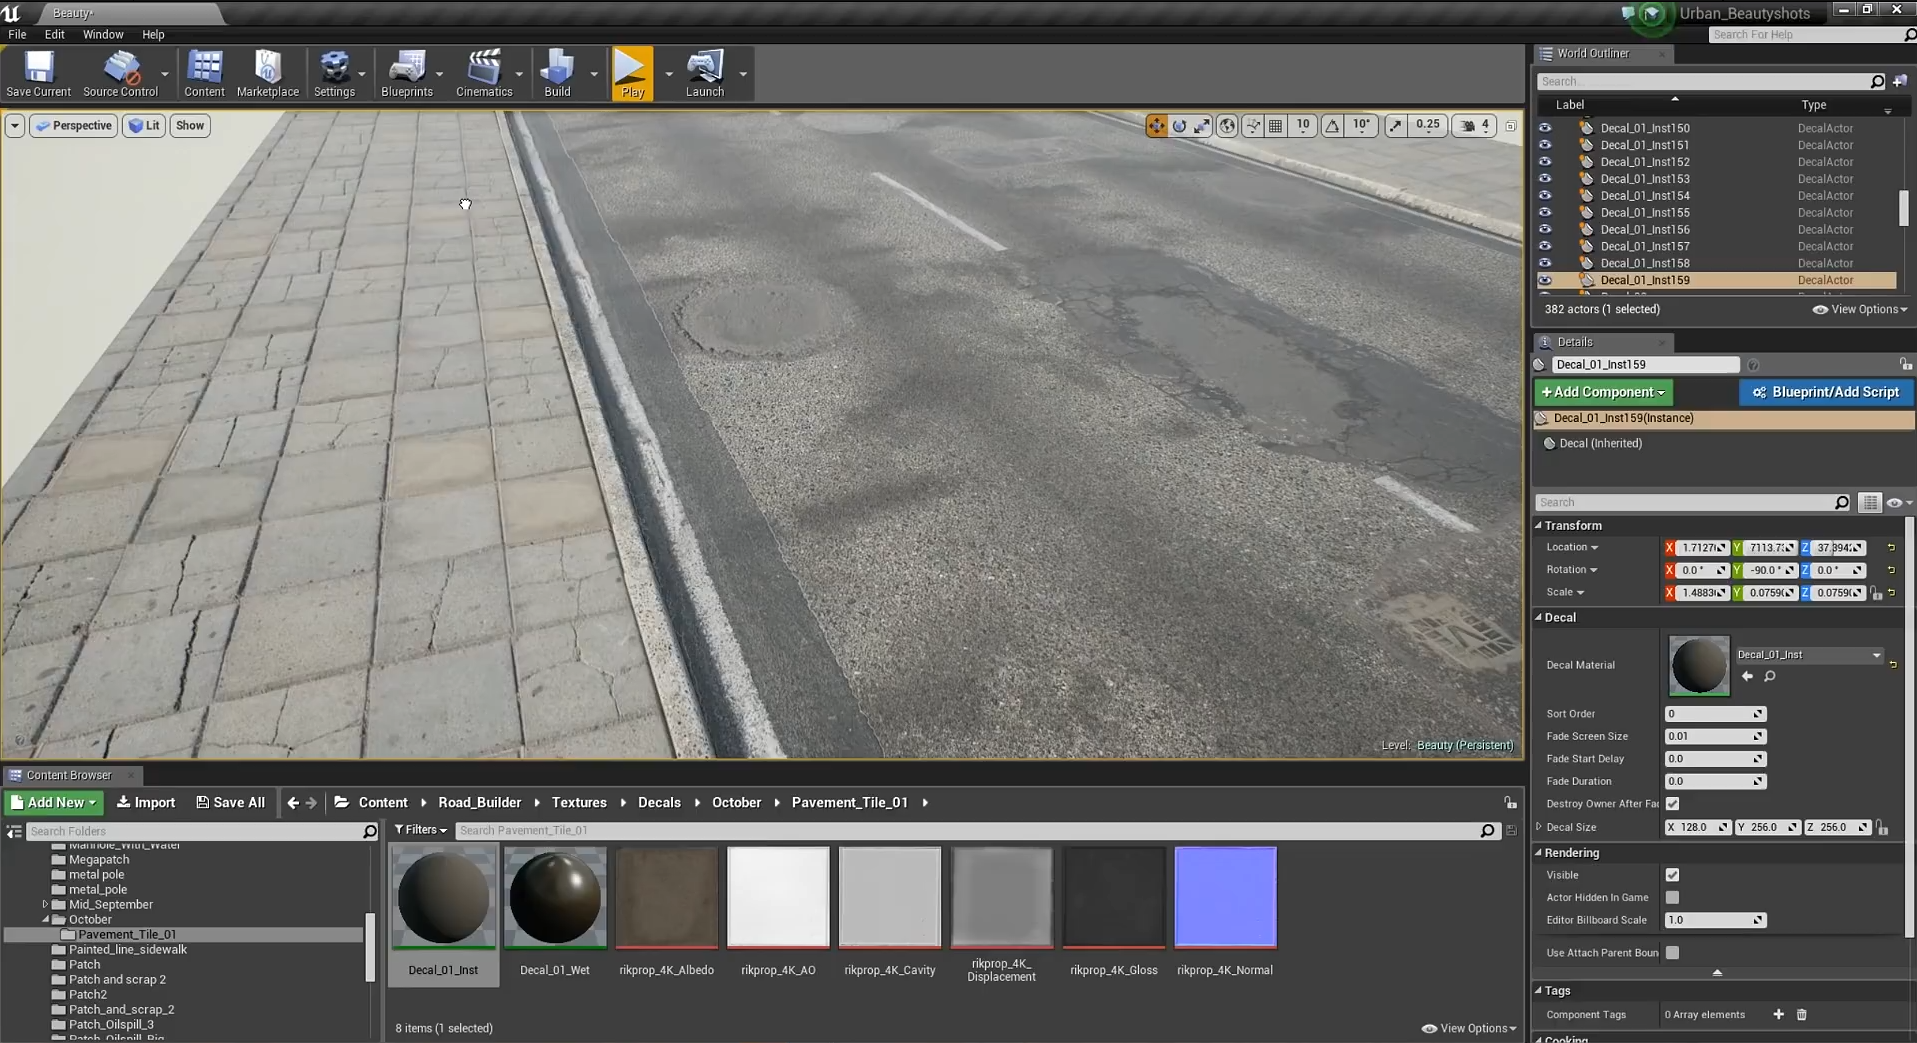 Beauty*
Urban_Beautyshots
File Edit Window Help
Search For Help
Save Current
Source Control
Content
Marketplace
Settings
Blueprints
Cinematics
Build
Play
Launch
Perspective
Lit
Show
10
10°
0.25
4
Level: Beauty (Persistent)
World Outliner
Search...
Label Type
Decal_01_Inst150 DecalActor
Decal_01_Inst151 DecalActor
Decal_01_Inst152 DecalActor
Decal_01_Inst153 DecalActor
Decal_01_Inst154 DecalActor
Decal_01_Inst155 DecalActor
Decal_01_Inst156 DecalActor
Decal_01_Inst157 DecalActor
Decal_01_Inst158 DecalActor
Decal_01_Inst159 DecalActor
382 actors (1 selected)
View Options
Details
Decal_01_Inst159
+Add Component
Blueprint/Add Script
Decal_01_Inst159(Instance)
Decal (Inherited)
Search
Transform
Location X 1.7127 Y 7113.7 Z
Rotation X 0.0° Y -90.0° Z 0.0°
Scale X 1.488 Y 0.0759 Z 0.0759
Decal
Decal Material
Decal_01_Inst
Sort Order 0
Fade Screen Size 0.01
Fade Start Delay 0.0
Fade Duration 0.0
Destroy Owner After Fad
Decal Size X 128.0 Y 256.0 Z 256.0
Rendering
Visible
Actor Hidden In Game
Editor Billboard Scale 1.0
Use Attach Parent Boun
Tags
Component Tags 0 Array elements
Cooking
Content Browser
Add New
Import
Save All
Content Road_Builder Textures Decals October Pavement_Tile_01
Search Folders
Filters
Search Pavement_Tile_01
Manhole_With_Water
Megapatch
metal pole
metal_pole
Mid_September
October
Pavement_Tile_01
Painted_line_sidewalk
Patch
Patch and scrap 2
Patch2
Patch_and_scrap_2
Patch_Oilspill_3
Patch_Oilspill_Big
Decal_01_Inst
Decal_01_Wet
rikprop_4K_Albedo
rikprop_4K_AO
rikprop_4K_Cavity
rikprop_4K_
Displacement
rikprop_4K_Gloss
rikprop_4K_Normal
8 items (1 selected)
View Options